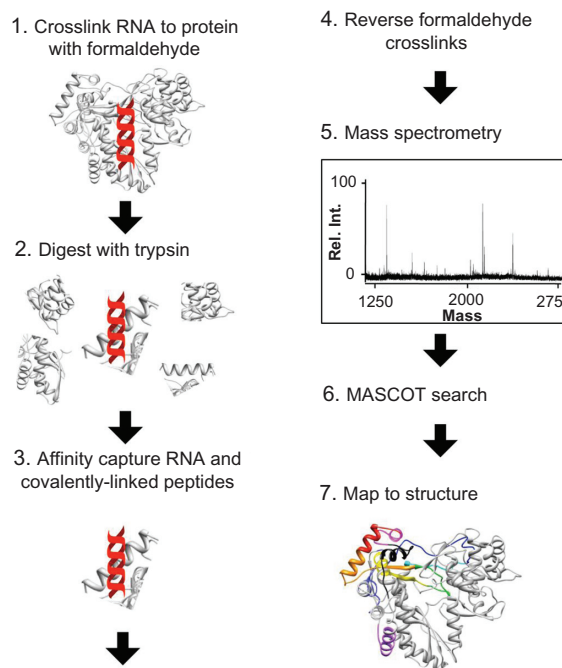 1. Crosslink RNA to protein
with formaldehyde
2. Digest with trypsin
3. Affinity capture RNA and
covalently-linked peptides
4. Reverse formaldehyde
crosslinks
5. Mass spectrometry
100
Rel. Int.
0
1250 2000 275
Mass
6. MASCOT search
7. Map to structure